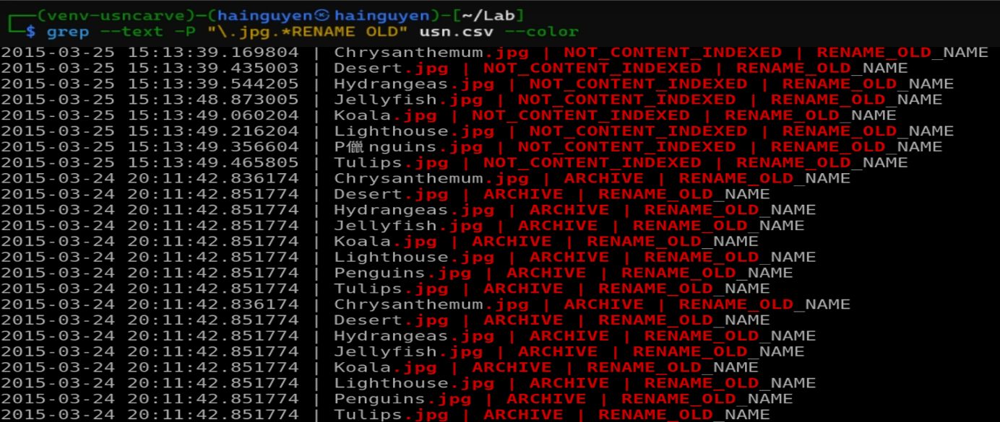 ┌──(venv-usncarve)─(hainguyen㉿hainguyen)-[~/Lab]
└─$ grep --text -P "\.jpg.*RENAME OLD" usn.csv --color
2015-03-25 15:13:39.169804 | Chrysanthemum.jpg | NOT_CONTENT_INDEXED | RENAME_OLD_NAME
2015-03-25 15:13:39.435003 | Desert.jpg | NOT_CONTENT_INDEXED | RENAME_OLD_NAME
2015-03-25 15:13:39.544205 | Hydrangeas.jpg | NOT_CONTENT_INDEXED | RENAME_OLD_NAME
2015-03-25 15:13:48.873005 | Jellyfish.jpg | NOT_CONTENT_INDEXED | RENAME_OLD_NAME
2015-03-25 15:13:49.060204 | Koala.jpg | NOT_CONTENT_INDEXED | RENAME_OLD_NAME
2015-03-25 15:13:49.216204 | Lighthouse.jpg | NOT_CONTENT_INDEXED | RENAME_OLD_NAME
2015-03-25 15:13:49.356604 | | NOT_CONTENT_INDEXED | RENAME_OLD_NAME
2015-03-25 15:13:49.465805 | Tulips.jpg | NOT_CONTENT_INDEXED | RENAME_OLD_NAME
2015-03-24 20:11:42.836174 | Chrysanthemum.jpg | ARCHIVE | RENAME_OLD_NAME
2015-03-24 20:11:42.851774 | Desert.jpg | ARCHIVE | RENAME_OLD_NAME
2015-03-24 20:11:42.851774 | Hydrangeas.jpg | ARCHIVE | RENAME_OLD_NAME
2015-03-24 20:11:42.851774 | Jellyfish.jpg | ARCHIVE | RENAME_OLD_NAME
2015-03-24 20:11:42.851774 | Koala.jpg | ARCHIVE | RENAME_OLD_NAME
2015-03-24 20:11:42.851774 | Lighthouse.jpg | ARCHIVE | RENAME_OLD_NAME
2015-03-24 20:11:42.851774 | Penguins.jpg | ARCHIVE | RENAME_OLD_NAME
2015-03-24 20:11:42.851774 | Tulips.jpg | ARCHIVE | RENAME_OLD_NAME
2015-03-24 20:11:42.836174 | Chrysanthemum.jpg | ARCHIVE | RENAME_OLD_NAME
2015-03-24 20:11:42.851774 | Desert.jpg | ARCHIVE | RENAME_OLD_NAME
2015-03-24 20:11:42.851774 | Hydrangeas.jpg | ARCHIVE | RENAME_OLD_NAME
2015-03-24 20:11:42.851774 | Jellyfish.jpg | ARCHIVE | RENAME_OLD_NAME
2015-03-24 20:11:42.851774 | Koala.jpg | ARCHIVE | RENAME_OLD_NAME
2015-03-24 20:11:42.851774 | Lighthouse.jpg | ARCHIVE | RENAME_OLD_NAME
2015-03-24 20:11:42.851774 | Penguins.jpg | ARCHIVE | RENAME_OLD_NAME
2015-03-24 20:11:42.851774 | Tulips.jpg | ARCHIVE | RENAME_OLD_NAME